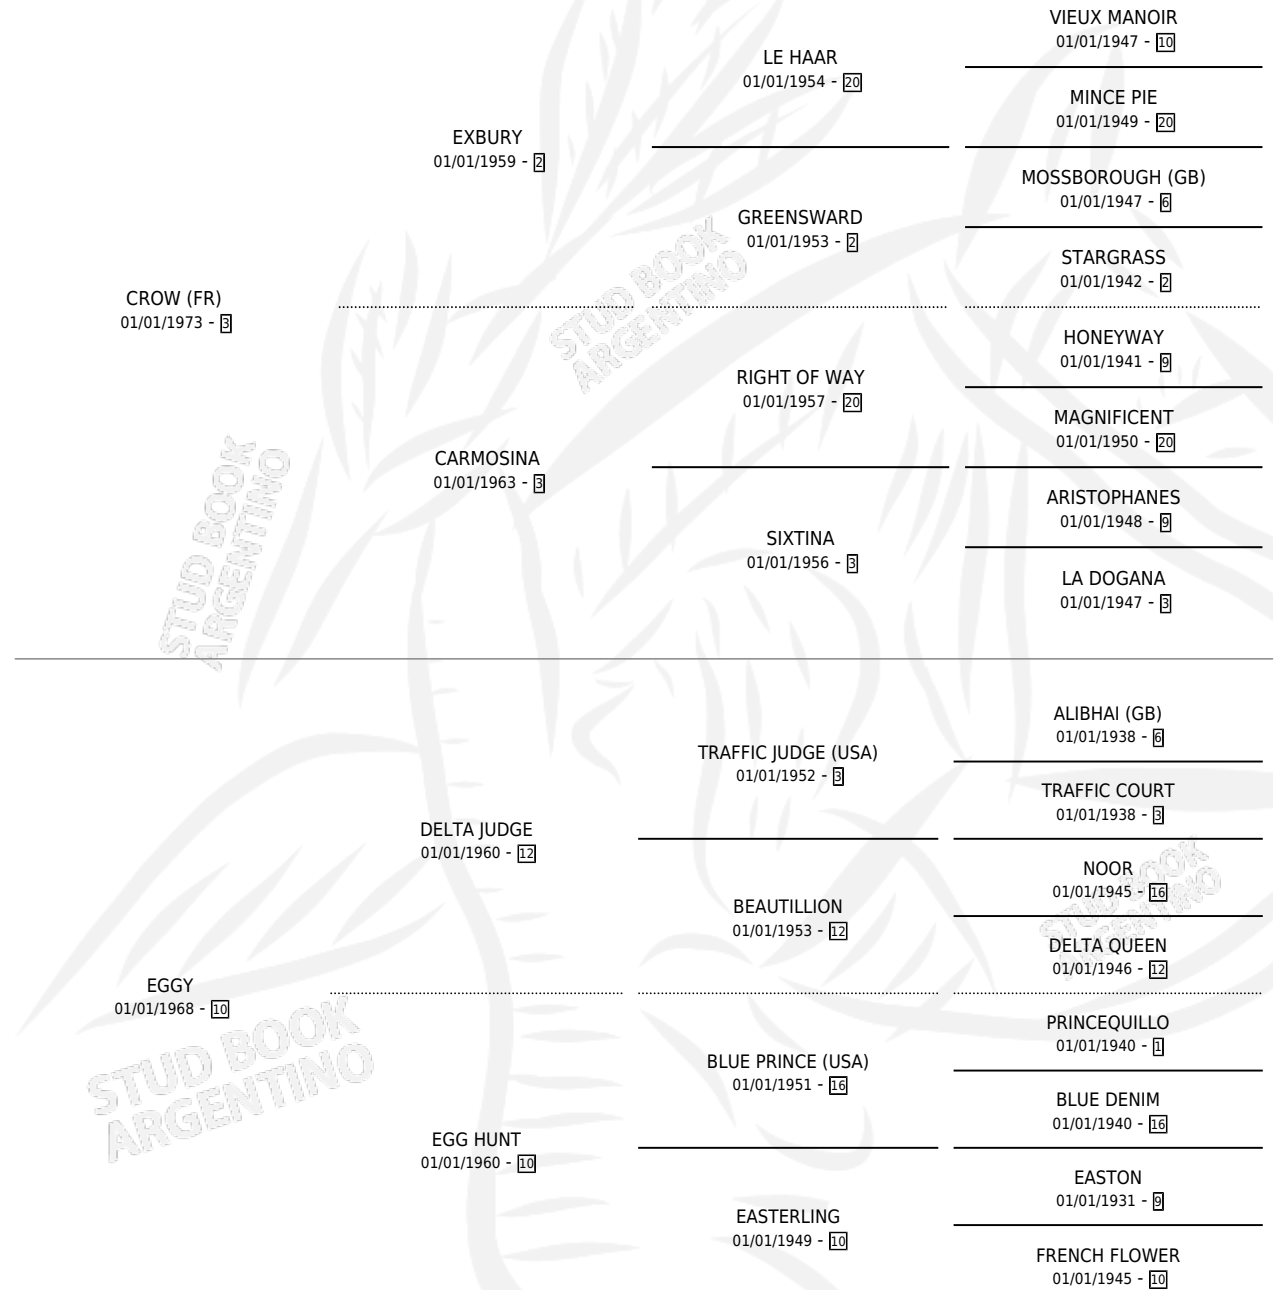 VIEUX MANOIR
01/01/1947 - 10
LE HAAR
01/01/1954 - 20
MINCE PIE
01/01/1949 - 20
EXBURY
01/01/1959 - 2
MOSSBOROUGH (GB)
01/01/1947 - 6
GREENSWARD
01/01/1953 - 2
STARGRASS
01/01/1942 - 2
CROW (FR)
01/01/1973 - 3
STUD BOOK
ARGENTINO
HONEYWAY
01/01/1941 - 9
RIGHT OF WAY
01/01/1957 - 20
MAGNIFICENT
01/01/1950 - 20
CARMOSINA
01/01/1963 - 3
ARISTOPHANES
01/01/1948 - 9
SIXTINA
01/01/1956 - 3
LA DOGANA
01/01/1947 - 3
STUD BOOK
ARGENTINO
ALIBHAI (GB)
01/01/1938 - 6
TRAFFIC JUDGE (USA)
01/01/1952 - 3
TRAFFIC COURT
01/01/1938 - 3
DELTA JUDGE
01/01/1960 - 12
NOOR
01/01/1945 - 16
BEAUTILLION
01/01/1953 - 12
DELTA QUEEN
01/01/1946 - 12
STUD BOOK
ARGENTINO
EGGY
01/01/1968 - 10
PRINCEQUILLO
01/01/1940 - 1
BLUE PRINCE (USA)
01/01/1951 - 16
BLUE DENIM
01/01/1940 - 16
STUD BOOK
ARGENTINO
EGG HUNT
01/01/1960 - 10
EASTON
01/01/1931 - 9
EASTERLING
01/01/1949 - 10
FRENCH FLOWER
01/01/1945 - 10